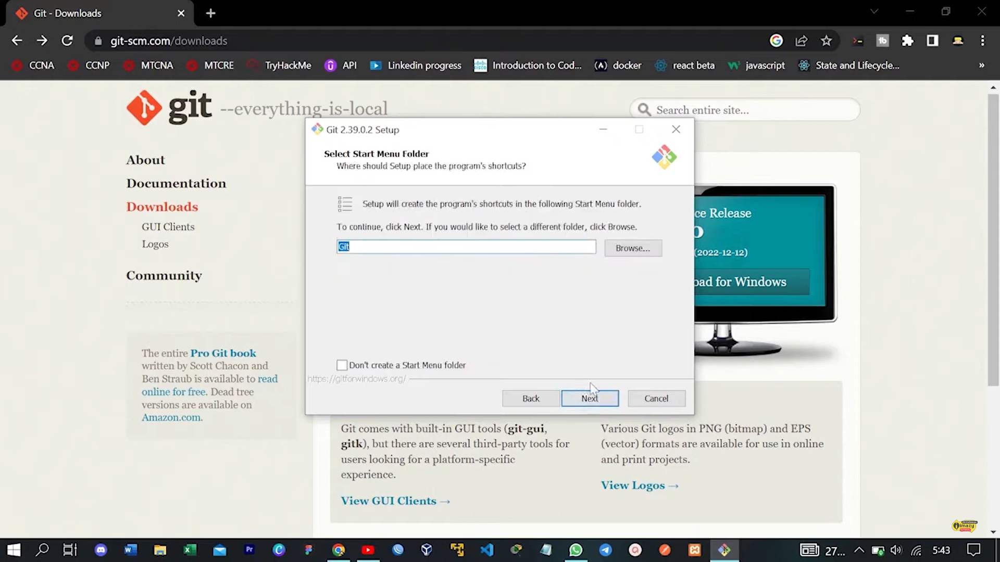 Git - Downloads
git-scm.com/downloads
CCNA
CCNP
MTCNA
MTCRE
TryHackMe
API
Linkedin progress
Introduction to Cod...
docker
react beta
javascript
State and Lifecycle...
»
git --everything-is-local
Search entire site...
About
Documentation
Downloads
GUI Clients
Logos
Community
The entire Pro Git book
written by Scott Chacon and
Ben Straub is available to read
online for free. Dead tree
versions are available on
Amazon.com.
Git 2.39.0.2 Setup
Select Start Menu Folder
Where should Setup place the program's shortcuts?
Setup will create the program's shortcuts in the following Start Menu folder.
To continue, click Next. If you would like to select a different folder, click Browse.
Git
Browse...
Don't create a Start Menu folder
https://gitforwindows.org/
Back
Next
Cancel
ce Release
(2022-12-12)
oad for Windows
Git comes with built-in GUI tools (git-gui,
gitk), but there are several third-party tools for
users looking for a platform-specific
experience.
View GUI Clients →
Various Git logos in PNG (bitmap) and EPS
(vector) formats are available for use in online
and print projects.
View Logos →
27...
5:43